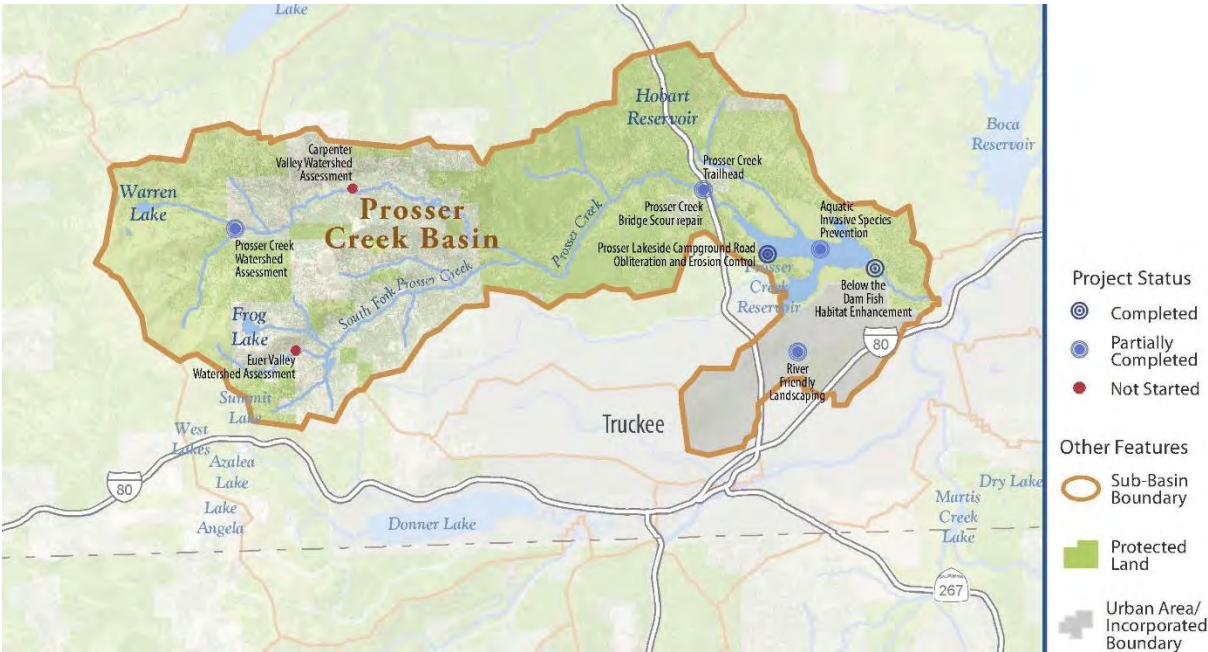 Lake
Hobart
Reservoir
Boca
Reservoir
Carpenter
Valley Watershed
Assessment
Prosser Creek
Trailhead
Warren
Lake
Prosser
Creek Basin
Prosser Creek
Bridge Scour repair
Aquatic
Invasive Species
Prevention
Prosser Creek
Watershed
Assessment
Prosser Creek
Prosser Lakeside Campground Road
Obliteration and Erosion Control
Prosser
Creek
Reservoir
South Fork Prosser Creek
Below the
Dam Fish
Habitat Enhancement
Frog
Lake
Euer Valley
Watershed Assessment
80
River
Friendly
Landscaping
Summit
Lake
West
Lakes
Truckee
Azalea
Lake
80
Lake
Angela
Donner Lake
Martis
Creek
Lake
Dry Lake
CALIFORNIA
267
Project Status
Completed
Partially
Completed
Not Started
Other Features
Sub-Basin
Boundary
Protected
Land
Urban Area/
Incorporated
Boundary